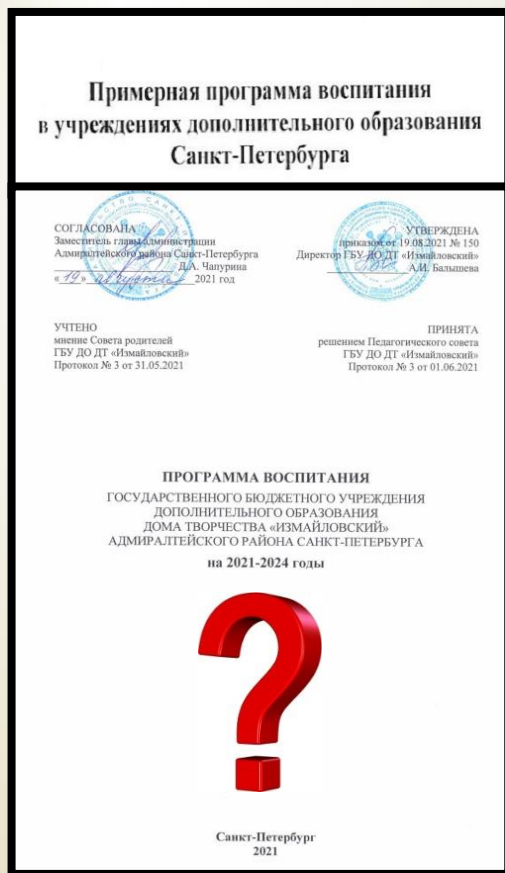 Примерная программа воспитания
в учреждениях дополнительного образования
Санкт-Петербурга
СОГЛАСОВАНА
Заместитель главы администрации
Адмиралтейского района Санкт-Петербурга
Д.А. Чапурина
« 19 » августа 2021 год
УТВЕРЖДЕНА
приказом от 19.08.2021 № 150
Директор ГБУ ДО ДТ «Измайловский»
А.И. Балышева
УЧТЕНО
мнение Совета родителей
ГБУ ДО ДТ «Измайловский»
Протокол № 3 от 31.05.2021
ПРИНЯТА
решением Педагогического совета
ГБУ ДО ДТ «Измайловский»
Протокол № 3 от 01.06.2021
ПРОГРАММА ВОСПИТАНИЯ
ГОСУДАРСТВЕННОГО БЮДЖЕТНОГО УЧРЕЖДЕНИЯ
ДОПОЛНИТЕЛЬНОГО ОБРАЗОВАНИЯ
ДОМА ТВОРЧЕСТВА «ИЗМАЙЛОВСКИЙ»
АДМИРАЛТЕЙСКОГО РАЙОНА САНКТ-ПЕТЕРБУРГА
на 2021-2024 годы
?
Санкт-Петербург
2021